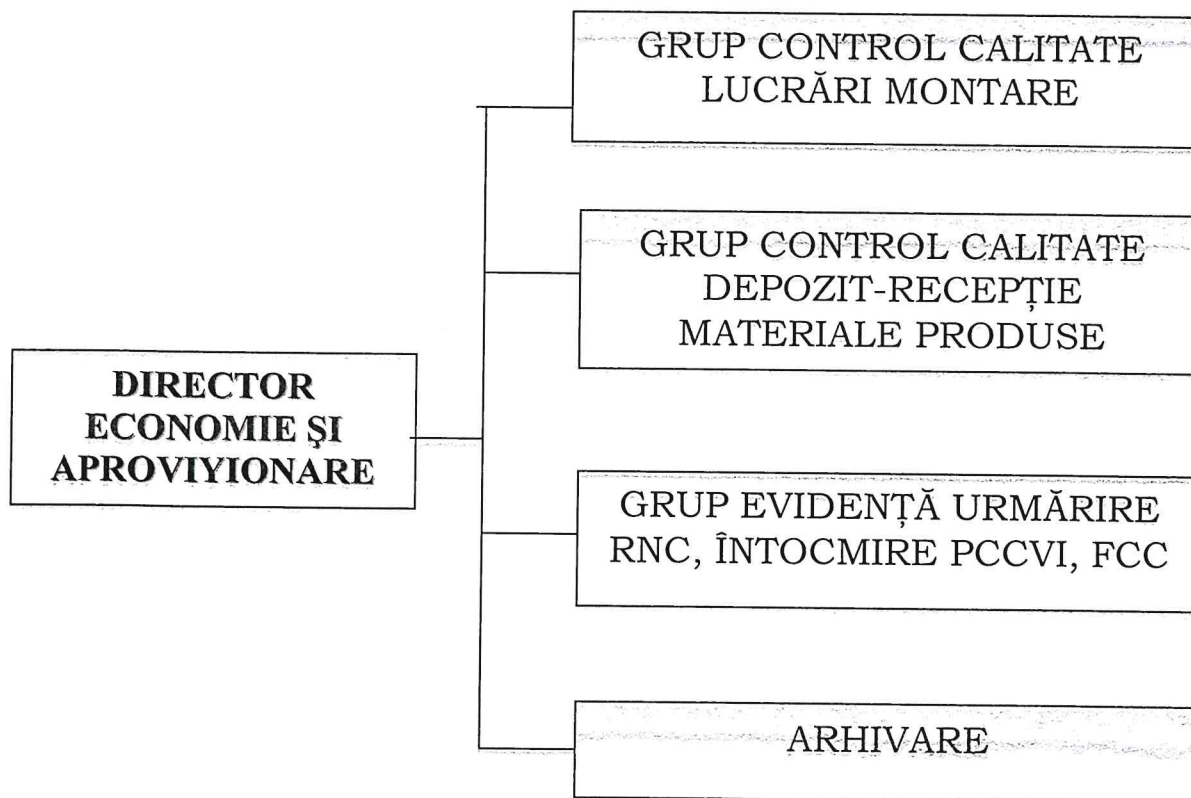 GRUP CONTROL CALITATE
LUCRĂRI MONTARE
GRUP CONTROL CALITATE
DEPOZIT-RECEPȚIE
MATERIALE PRODUSE
DIRECTOR
ECONOMIE ȘI
APROVIYIONARE
GRUP EVIDENȚĂ URMĂRIRE
RNC, ÎNTOCMIRE PCCVI, FCC
ARHIVARE